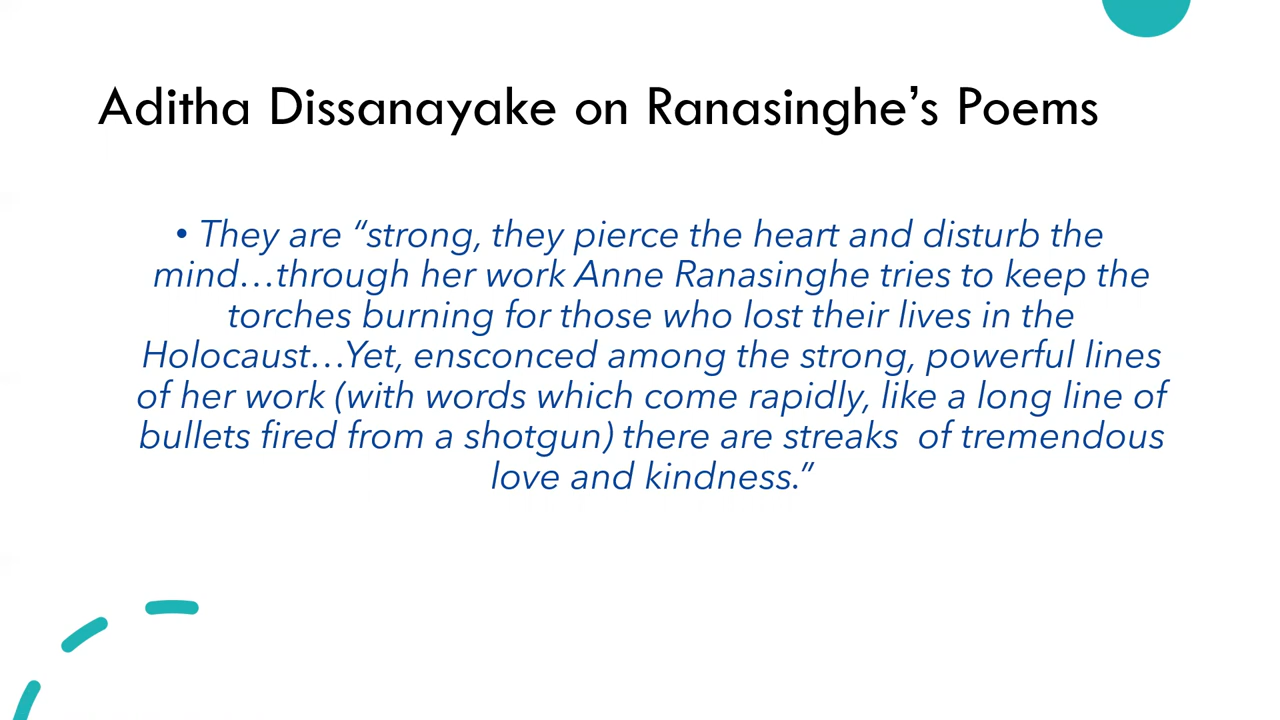 Aditha Dissanayake on Ranasinghe’s Poems
• They are “strong, they pierce the heart and disturb the
mind…through her work Anne Ranasinghe tries to keep the
torches burning for those who lost their lives in the
Holocaust…Yet, ensconced among the strong, powerful lines
of her work (with words which come rapidly, like a long line of
bullets fired from a shotgun) there are streaks  of tremendous
love and kindness.”